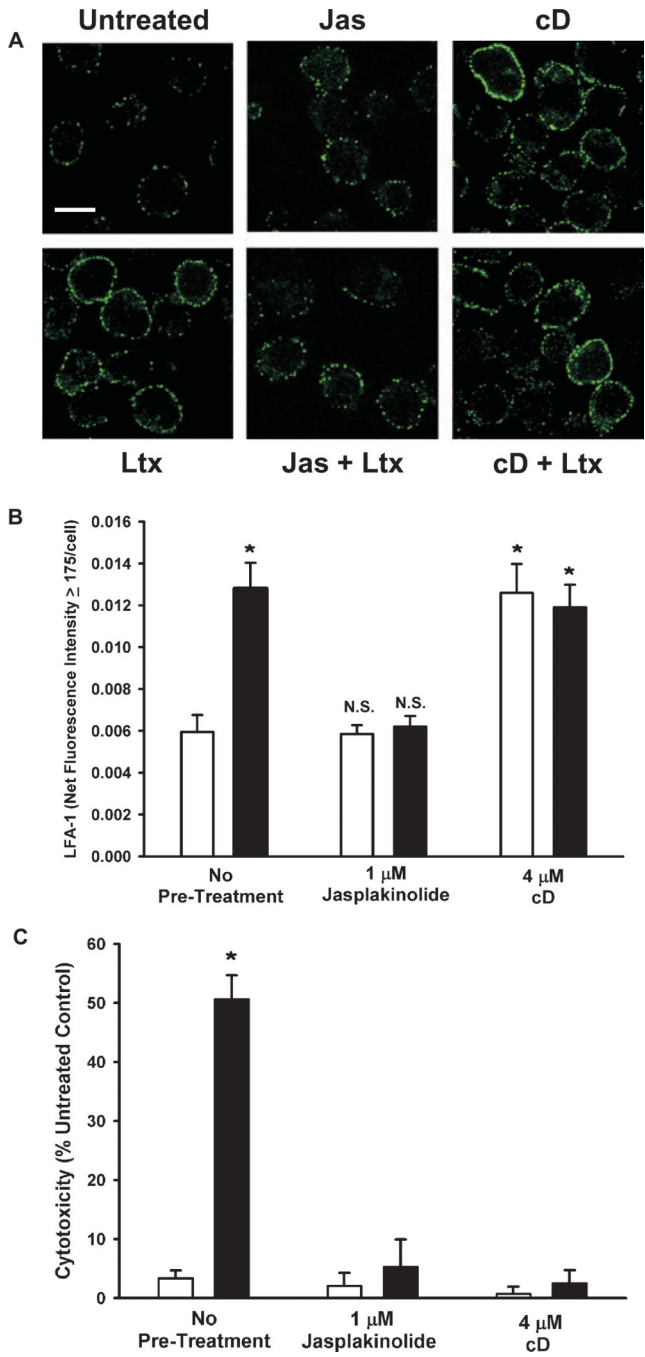 Untreated Jas cD
A
Ltx Jas + Ltx cD + Ltx
B
LFA-1 (Net Fluorescence Intensity ≥ 175/cell)
0.016
0.014
0.012
0.010
0.008
0.006
0.004
0.002
0.000
*
N.S. N.S.
*
*
No
Pre-Treatment
1 μM
Jasplakinolide
4 μM
cD
C
Cytotoxicity (% Untreated Control)
60
50
40
30
20
10
0
*
No
Pre-Treatment
1 μM
Jasplakinolide
4 μM
cD